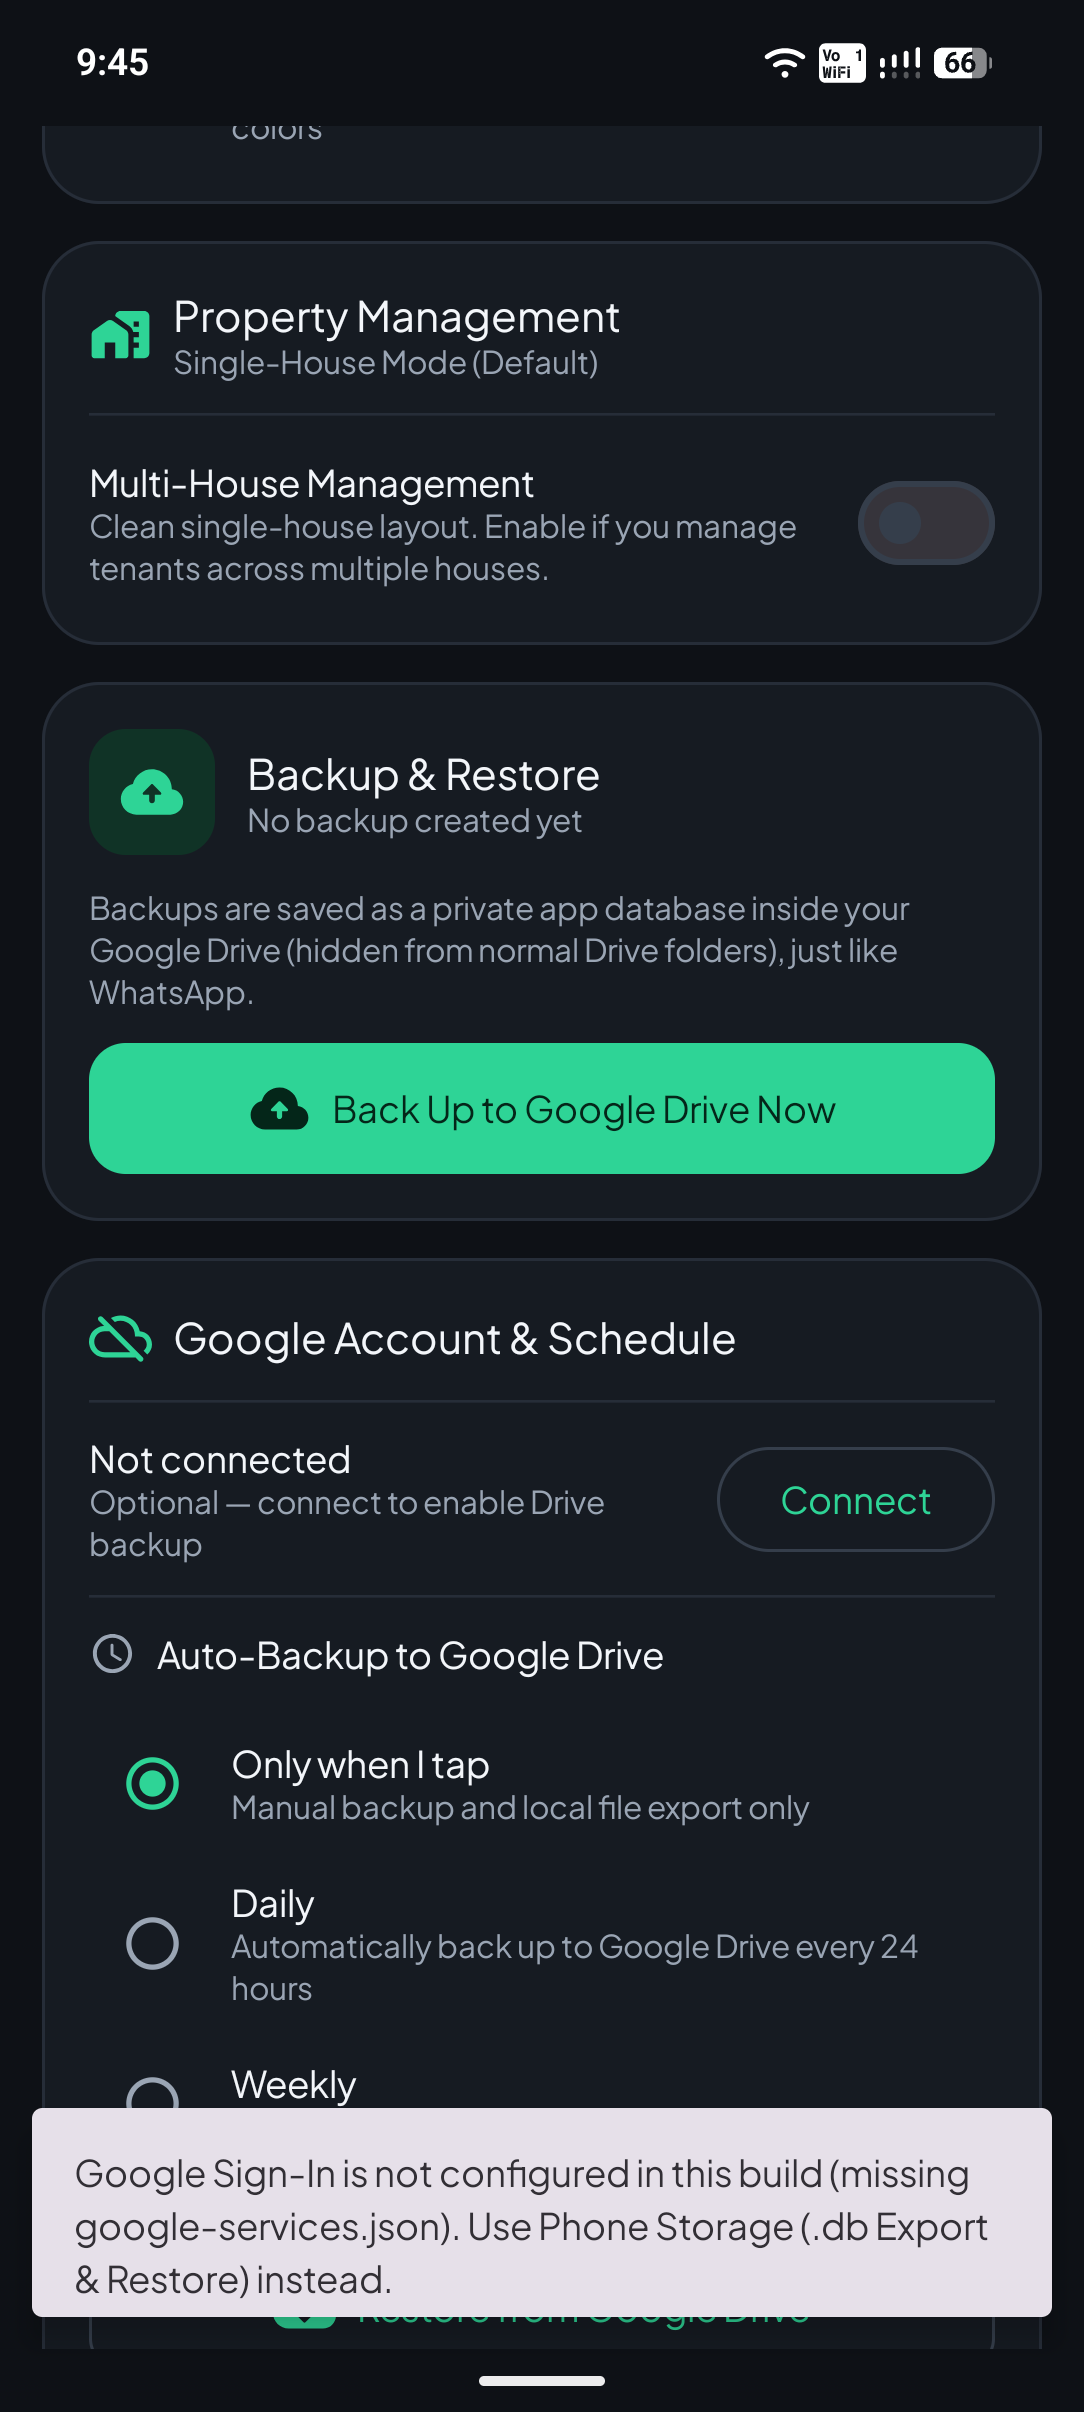 9:45
Vo 1
WiFi
66
colors
Property Management
Single-House Mode (Default)
Multi-House Management
Clean single-house layout. Enable if you manage
tenants across multiple houses.
Backup & Restore
No backup created yet
Backups are saved as a private app database inside your
Google Drive (hidden from normal Drive folders), just like
WhatsApp.
Back Up to Google Drive Now
Google Account & Schedule
Not connected
Optional — connect to enable Drive
backup
Connect
Auto-Backup to Google Drive
Only when I tap
Manual backup and local file export only
Daily
Automatically back up to Google Drive every 24
hours
Weekly
Google Sign-In is not configured in this build (missing
google-services.json). Use Phone Storage (.db Export
& Restore) instead.
Restore from Google Drive